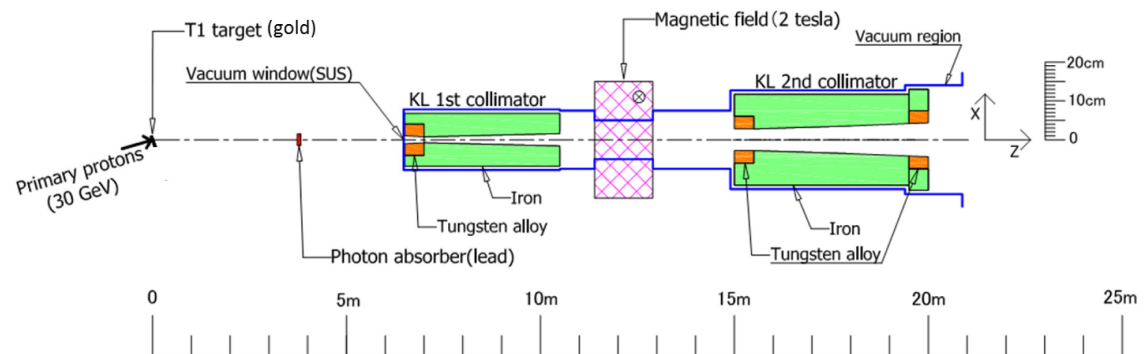 T1 target (gold)
Magnetic field(2 tesla)
Vacuum region
Vacuum window(SUS)
KL 1st collimator
KL 2nd collimator
20cm
10cm
0
X
Z
Primary protons
(30 GeV)
Iron
Tungsten alloy
Photon absorber(lead)
Iron
Tungsten alloy
0 5m 10m 15m 20m 25m